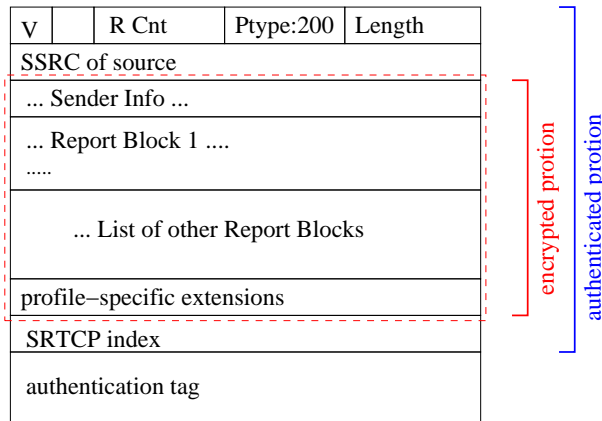 V R Cnt Ptype:200 Length
SSRC of source
... Sender Info ...
... Report Block 1 ....
.....
... List of other Report Blocks
profile−specific extensions
SRTCP index
authentication tag
encrypted protion
authenticated protion